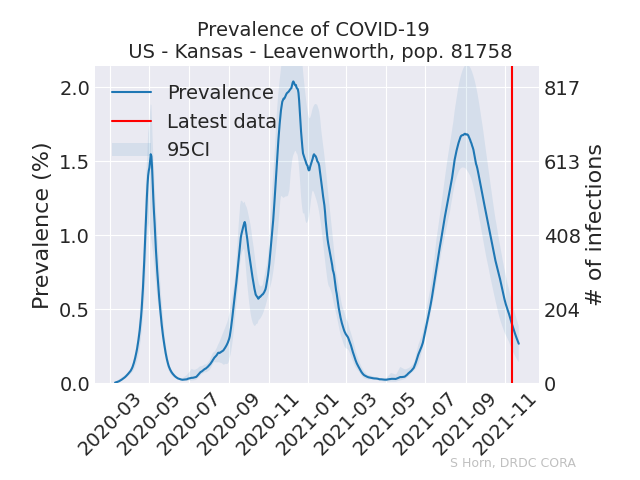 Prevalence of COVID-19
US - Kansas - Leavenworth, pop. 81758
Prevalence
Latest data
95CI
Prevalence (%)
2.0
1.5
1.0
0.5
0.0
817
613
408
204
0
# of infections
2020-03
2020-05
2020-07
2020-09
2020-11
2021-01
2021-03
2021-05
2021-07
2021-09
2021-11
S Horn, DRDC CORA